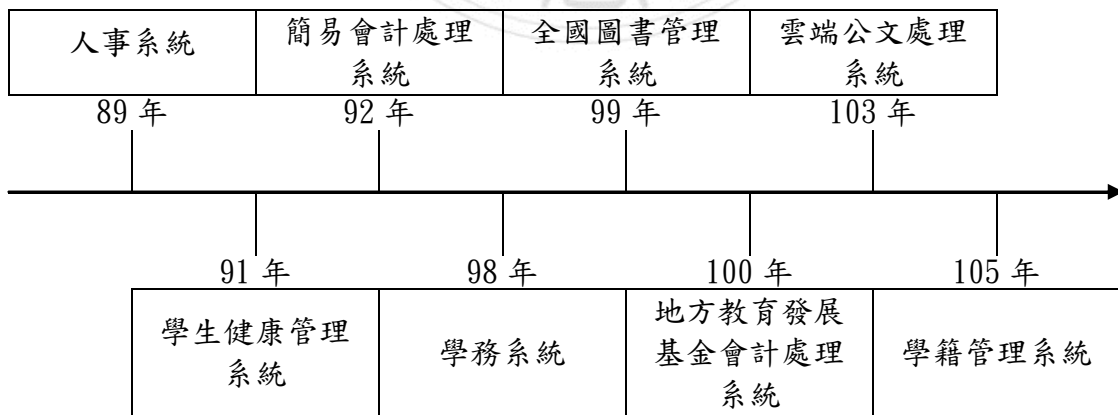 人事系統
簡易會計處理
系統
全國圖書管理
系統
雲端公文處理
系統
89 年
92 年
99 年
103 年
91 年
98 年
100 年
105 年
學生健康管理
系統
學務系統
地方教育發展
基金會計處理
系統
學籍管理系統